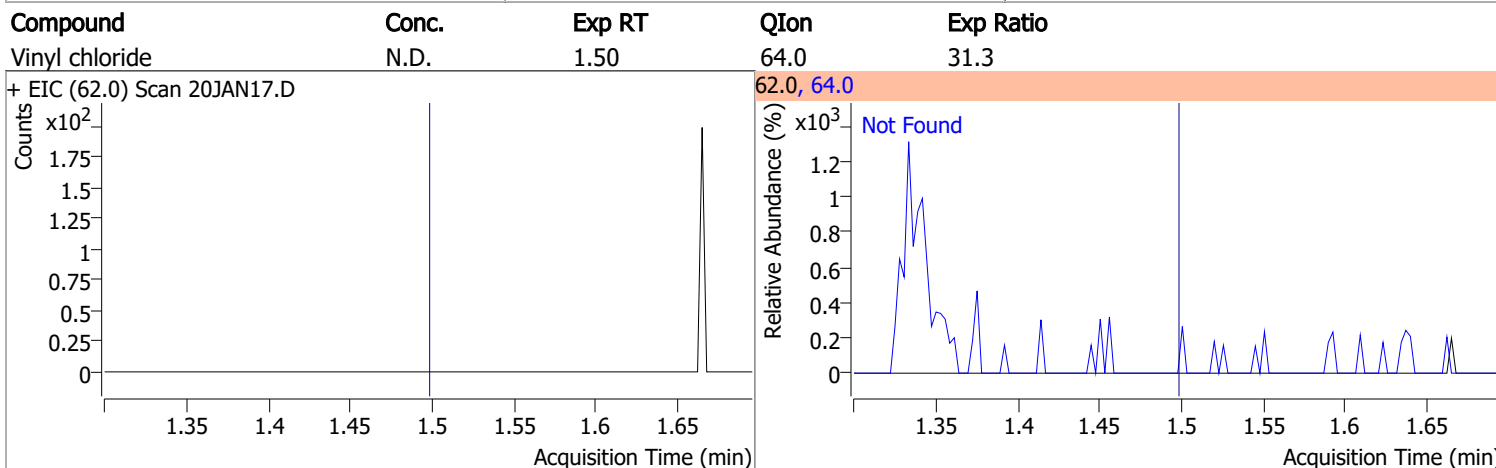 Compound Conc. Exp RT QIon Exp Ratio
Vinyl chloride N.D. 1.50 64.0 31.3
+ EIC (62.0) Scan 20JAN17.D
Counts
x10²
1.75
1.5
1.25
1
0.75
0.5
0.25
0
1.35 1.4 1.45 1.5 1.55 1.6 1.65
Acquisition Time (min)
62.0, 64.0
Relative Abundance (%)
x10³
Not Found
1.2
1
0.8
0.6
0.4
0.2
0
1.35 1.4 1.45 1.5 1.55 1.6 1.65
Acquisition Time (min)